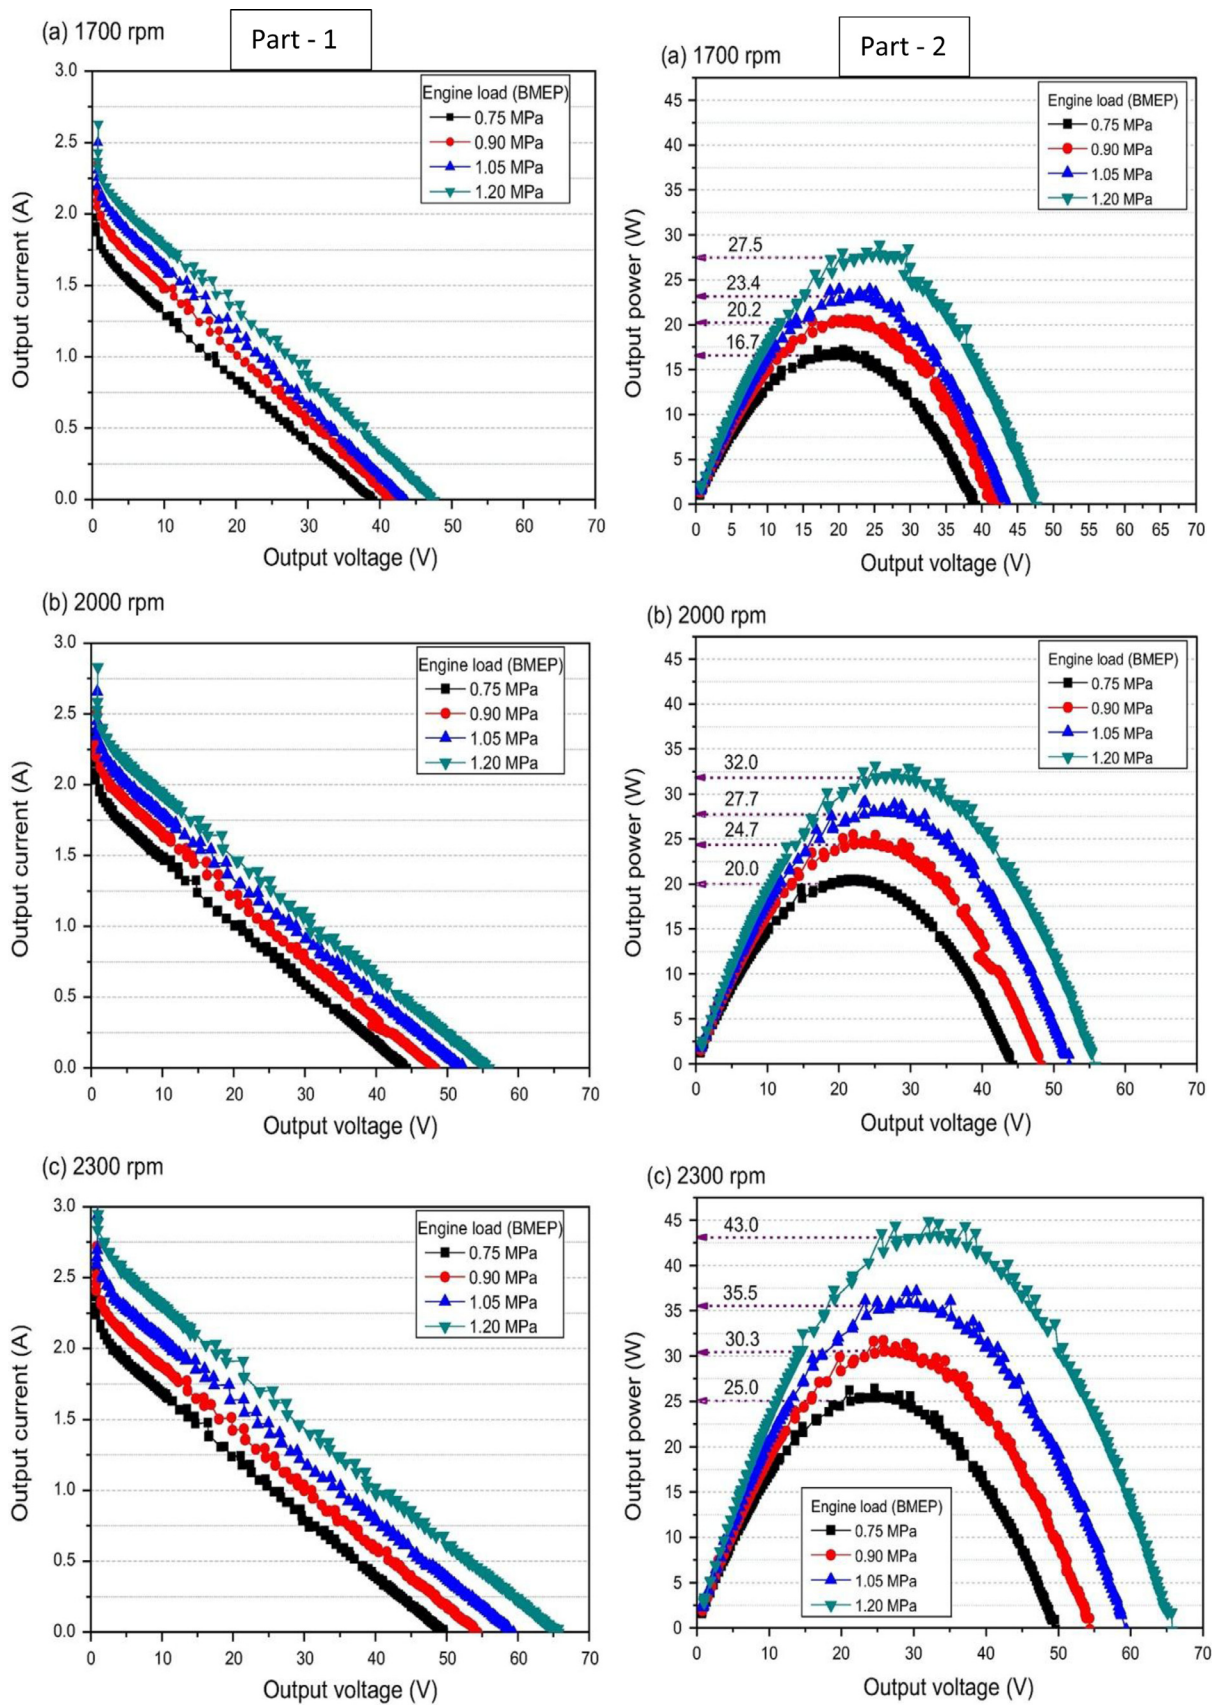 Part - 1
(a) 1700 rpm
3.0
2.5
2.0
1.5
1.0
0.5
0.0
Output current (A)
Engine load (BMEP)
0.75 MPa
0.90 MPa
1.05 MPa
1.20 MPa
0 10 20 30 40 50 60 70
Output voltage (V)
(b) 2000 rpm
3.0
2.5
2.0
1.5
1.0
0.5
0.0
Output current (A)
Engine load (BMEP)
0.75 MPa
0.90 MPa
1.05 MPa
1.20 MPa
0 10 20 30 40 50 60 70
Output voltage (V)
(c) 2300 rpm
3.0
2.5
2.0
1.5
1.0
0.5
0.0
Output current (A)
Engine load (BMEP)
0.75 MPa
0.90 MPa
1.05 MPa
1.20 MPa
0 10 20 30 40 50 60 70
Output voltage (V)
Part - 2
(a) 1700 rpm
45
40
35
30
25
20
15
10
5
0
Output power (W)
Engine load (BMEP)
0.75 MPa
0.90 MPa
1.05 MPa
1.20 MPa
27.5
23.4
20.2
16.7
0 5 10 15 20 25 30 35 40 45 50 55 60 65 70
Output voltage (V)
(b) 2000 rpm
45
40
35
30
25
20
15
10
5
0
Output power (W)
Engine load (BMEP)
0.75 MPa
0.90 MPa
1.05 MPa
1.20 MPa
32.0
27.7
24.7
20.0
0 10 20 30 40 50 60 70
Output voltage (V)
(c) 2300 rpm
45
40
35
30
25
20
15
10
5
0
Output power (W)
43.0
35.5
30.3
25.0
Engine load (BMEP)
0.75 MPa
0.90 MPa
1.05 MPa
1.20 MPa
0 10 20 30 40 50 60 70
Output voltage (V)